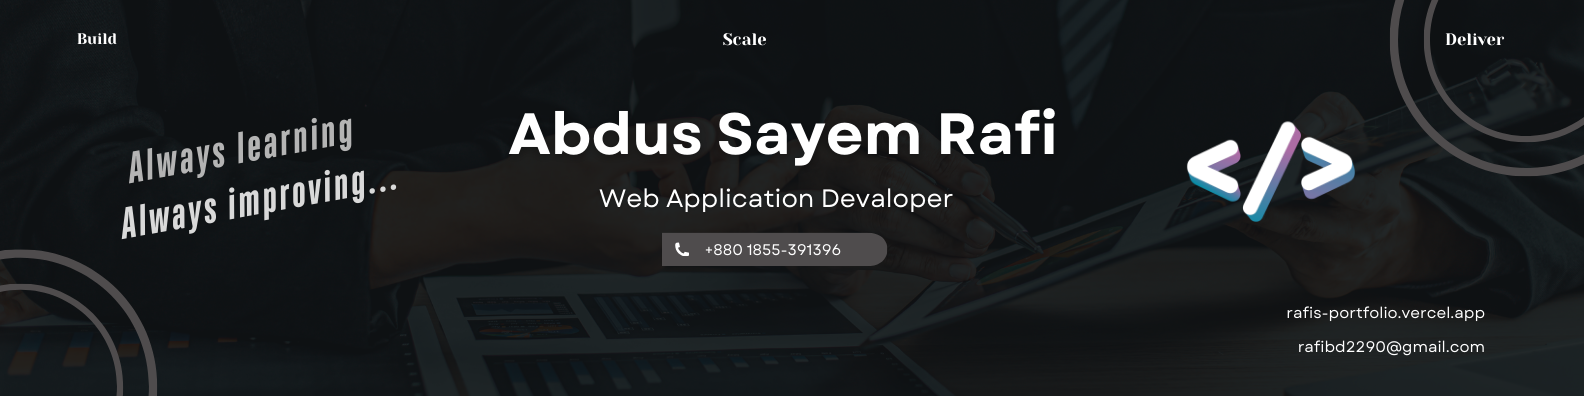 Build
Scale
Deliver
Always learning
Always improving...
Abdus Sayem Rafi
Web Application Devaloper
+880 1855-391396
</>
rafis-portfolio.vercel.app
rafibd2290@gmail.com